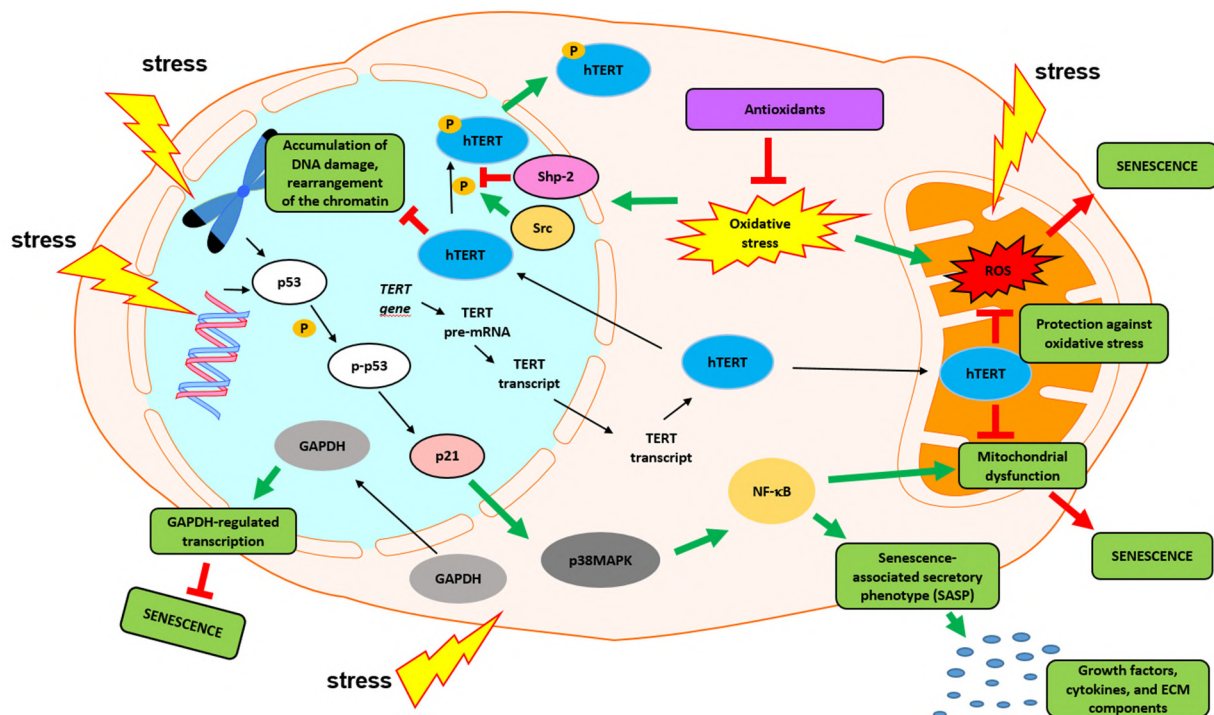 stress
P
hTERT
stress
Antioxidants
P
hTERT
Accumulation of
DNA damage,
rearrangement
of the chromatin
Shp-2
P
SENESCENCE
Src
Oxidative
stress
stress
hTERT
ROS
p53
TERT
gene
TERT
pre-mRNA
P
Protection against
oxidative stress
p-p53
TERT
transcript
hTERT
hTERT
GAPDH
p21
TERT
transcript
Mitochondrial
dysfunction
NF-κB
GAPDH-regulated
transcription
p38MAPK
SENESCENCE
GAPDH
Senescence-
associated secretory
phenotype (SASP)
SENESCENCE
stress
Growth factors,
cytokines, and ECM
components